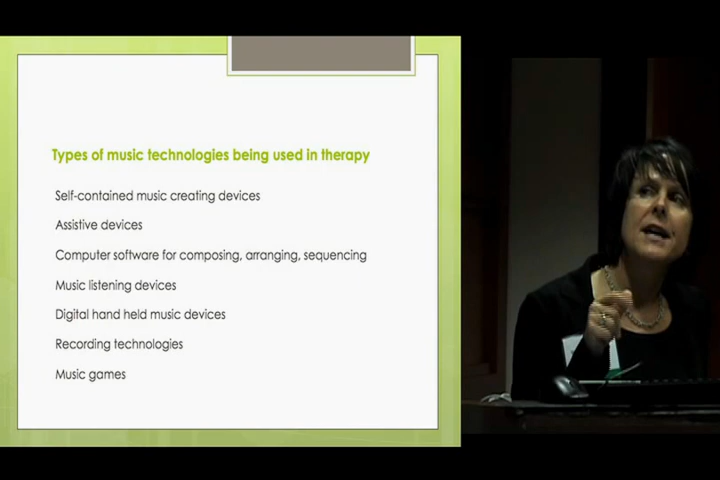 Types of music technologies being used in therapy
Self-contained music creating devices
Assistive devices
Computer software for composing, arranging, sequencing
Music listening devices
Digital hand held music devices
Recording technologies
Music games